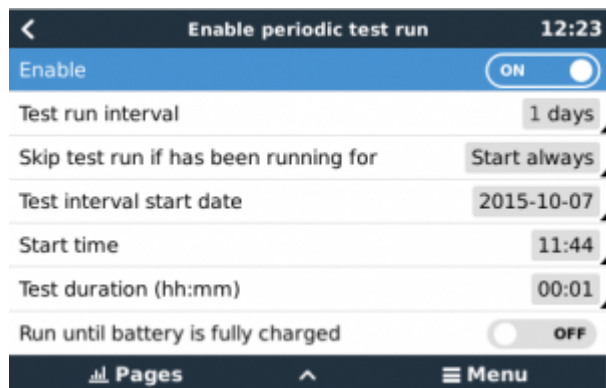 Enable periodic test run 12:23
Enable ON
Test run interval 1 days
Skip test run if has been running for Start always
Test interval start date 2015-10-07
Start time 11:44
Test duration (hh:mm) 00:01
Run until battery is fully charged OFF
Pages Menu